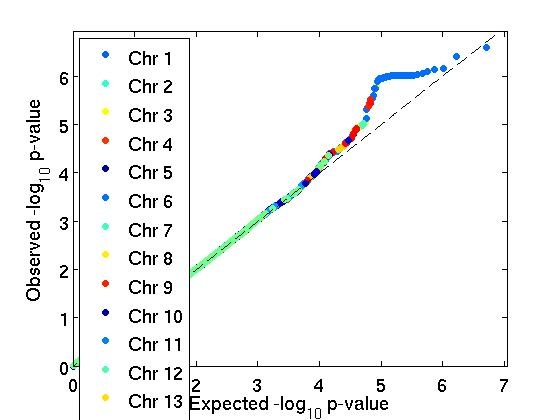 Observed -log10 p-value
6
5
4
3
2
1
0
Chr 1
Chr 2
Chr 3
Chr 4
Chr 5
Chr 6
Chr 7
Chr 8
Chr 9
Chr 10
Chr 11
Chr 12
Chr 13
0 2 3 4 5 6 7
Expected -log10 p-value